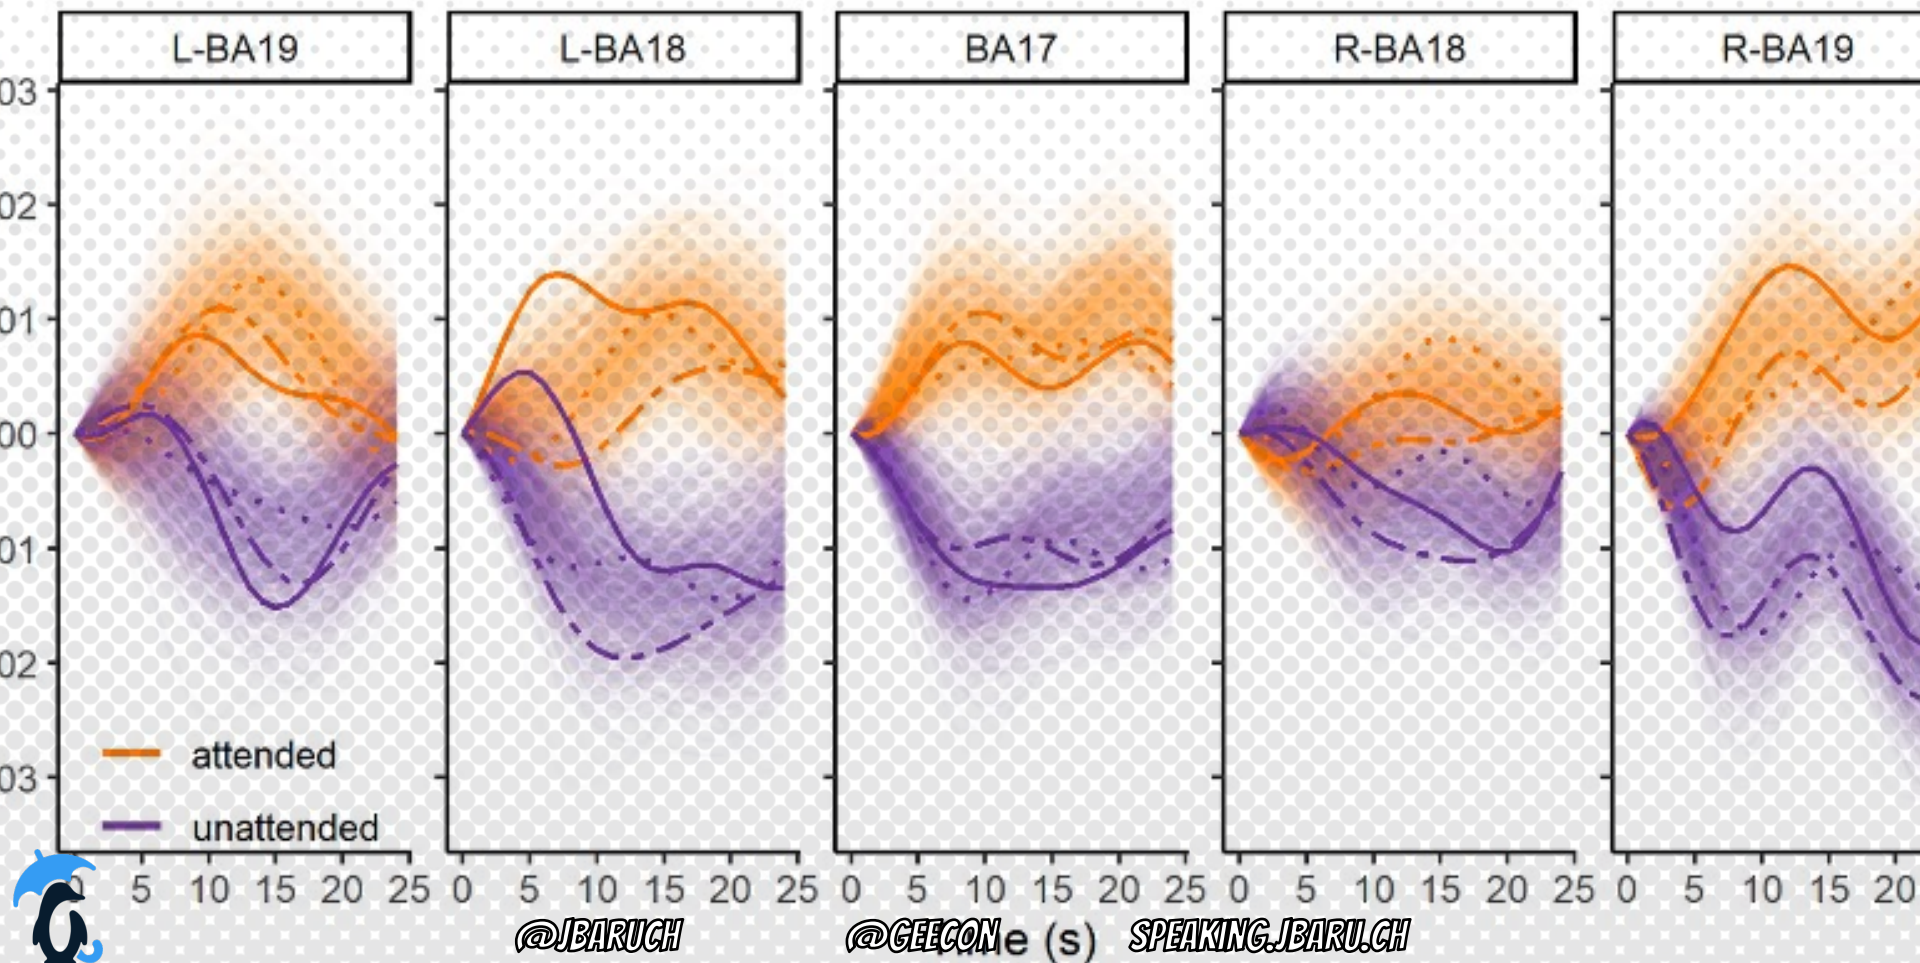 L-BA19 L-BA18 BA17 R-BA18 R-BA19
03
02
01
00
01
02
03
attended
unattended
0 5 10 15 20 25 0 5 10 15 20 25 0 5 10 15 20 25 0 5 10 15 20 25 0 5 10 15 20
@JBARUCH @GEECON SPEAKING.JBARU.CH
(s)